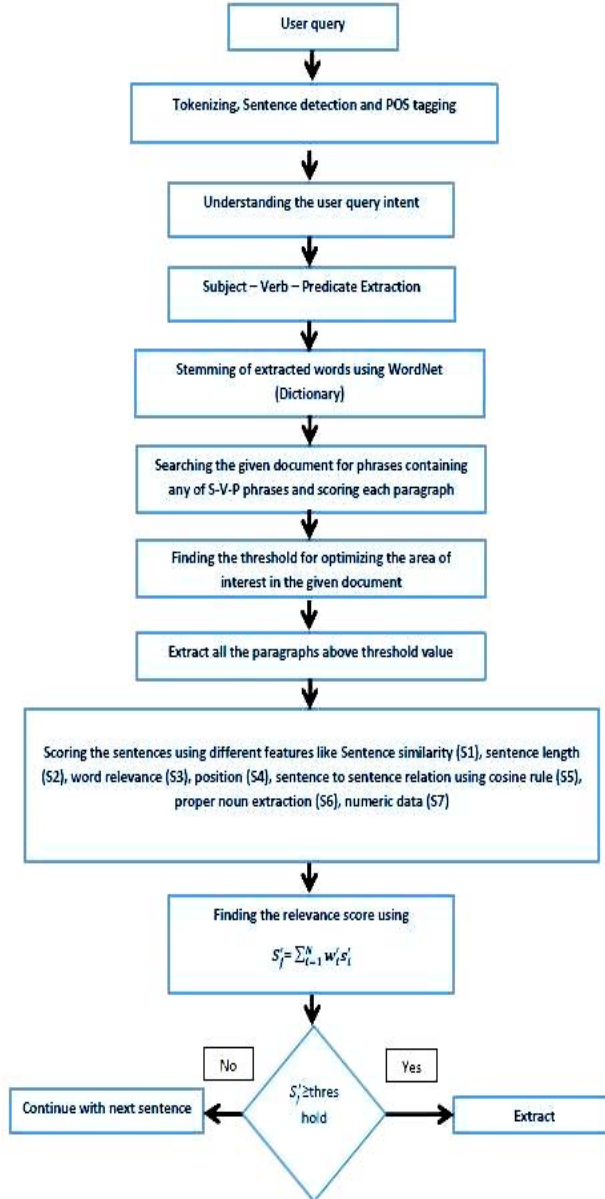 User query
Tokenizing, Sentence detection and POS tagging
Understanding the user query intent
Subject – Verb – Predicate Extraction
Stemming of extracted words using WordNet
(Dictionary)
Searching the given document for phrases containing
any of S-V-P phrases and scoring each paragraph
Finding the threshold for optimizing the area of
interest in the given document
Extract all the paragraphs above threshold value
Scoring the sentences using different features like Sentence similarity (S1), sentence length
(S2), word relevance (S3), position (S4), sentence to sentence relation using cosine rule (S5),
proper noun extraction (S6), numeric data (S7)
Finding the relevance score using
S'j= ∑ᴺᵢ₌₁ w'ᵢs'ᵢ
No
Yes
S'j≥thres
hold
Continue with next sentence
Extract